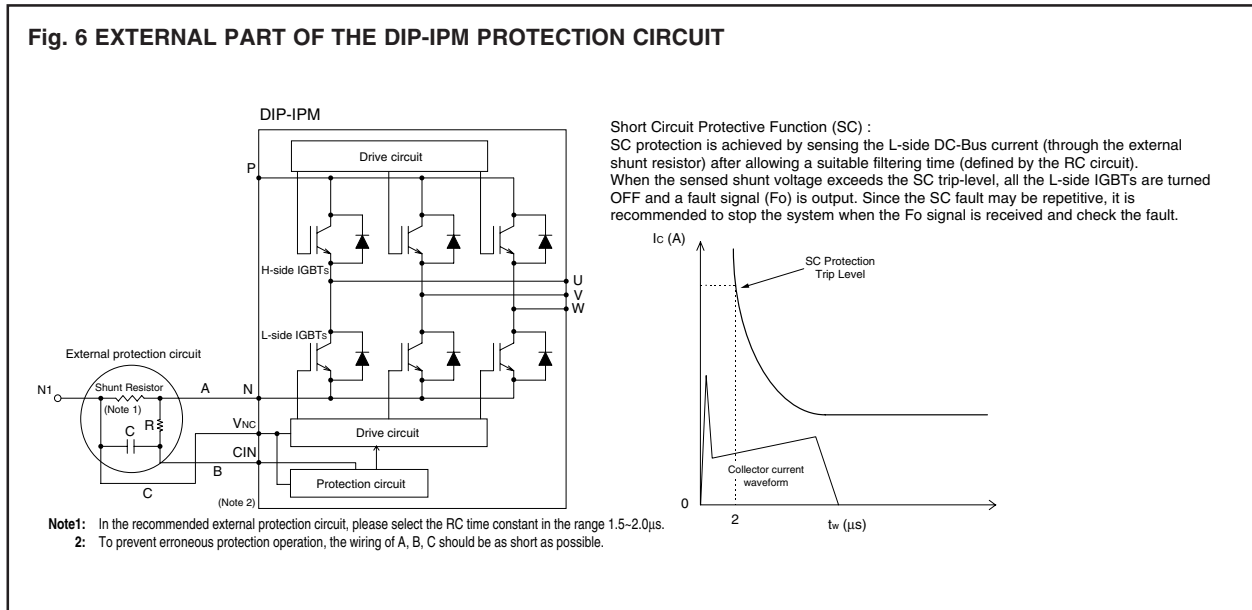 Fig. 6 EXTERNAL PART OF THE DIP-IPM PROTECTION CIRCUIT
DIP-IPM
Drive circuit
P
H-side IGBTs
U
V
W
L-side IGBTs
External protection circuit
N1
Shunt Resistor
(Note 1)
A
N
R
C
VNC
Drive circuit
CIN
B
C
Protection circuit
(Note 2)
Short Circuit Protective Function (SC) :
SC protection is achieved by sensing the L-side DC-Bus current (through the external
shunt resistor) after allowing a suitable filtering time (defined by the RC circuit).
When the sensed shunt voltage exceeds the SC trip-level, all the L-side IGBTs are turned
OFF and a fault signal (Fo) is output. Since the SC fault may be repetitive, it is
recommended to stop the system when the Fo signal is received and check the fault.
IC (A)
SC Protection
Trip Level
Collector current
waveform
0
2
tw (μs)
Note1: In the recommended external protection circuit, please select the RC time constant in the range 1.5~2.0μs.
2: To prevent erroneous protection operation, the wiring of A, B, C should be as short as possible.